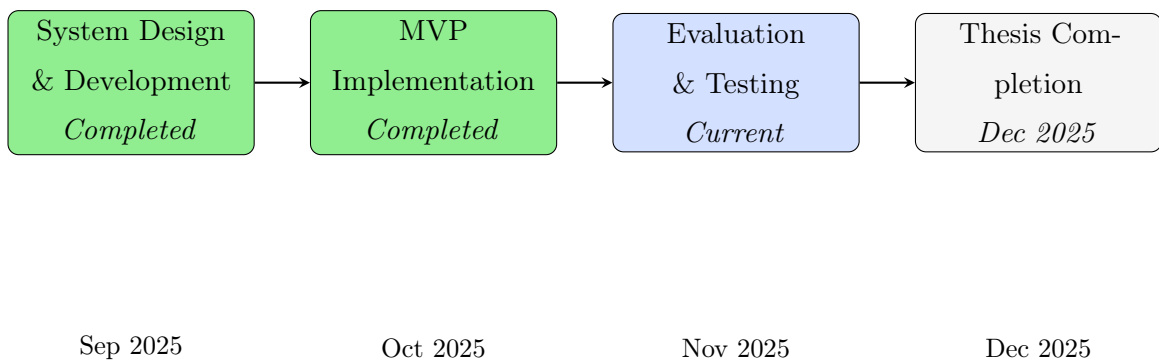 System Design
& Development
Completed
MVP
Implementation
Completed
Evaluation
& Testing
Current
Thesis Com-
pletion
Dec 2025
Sep 2025
Oct 2025
Nov 2025
Dec 2025